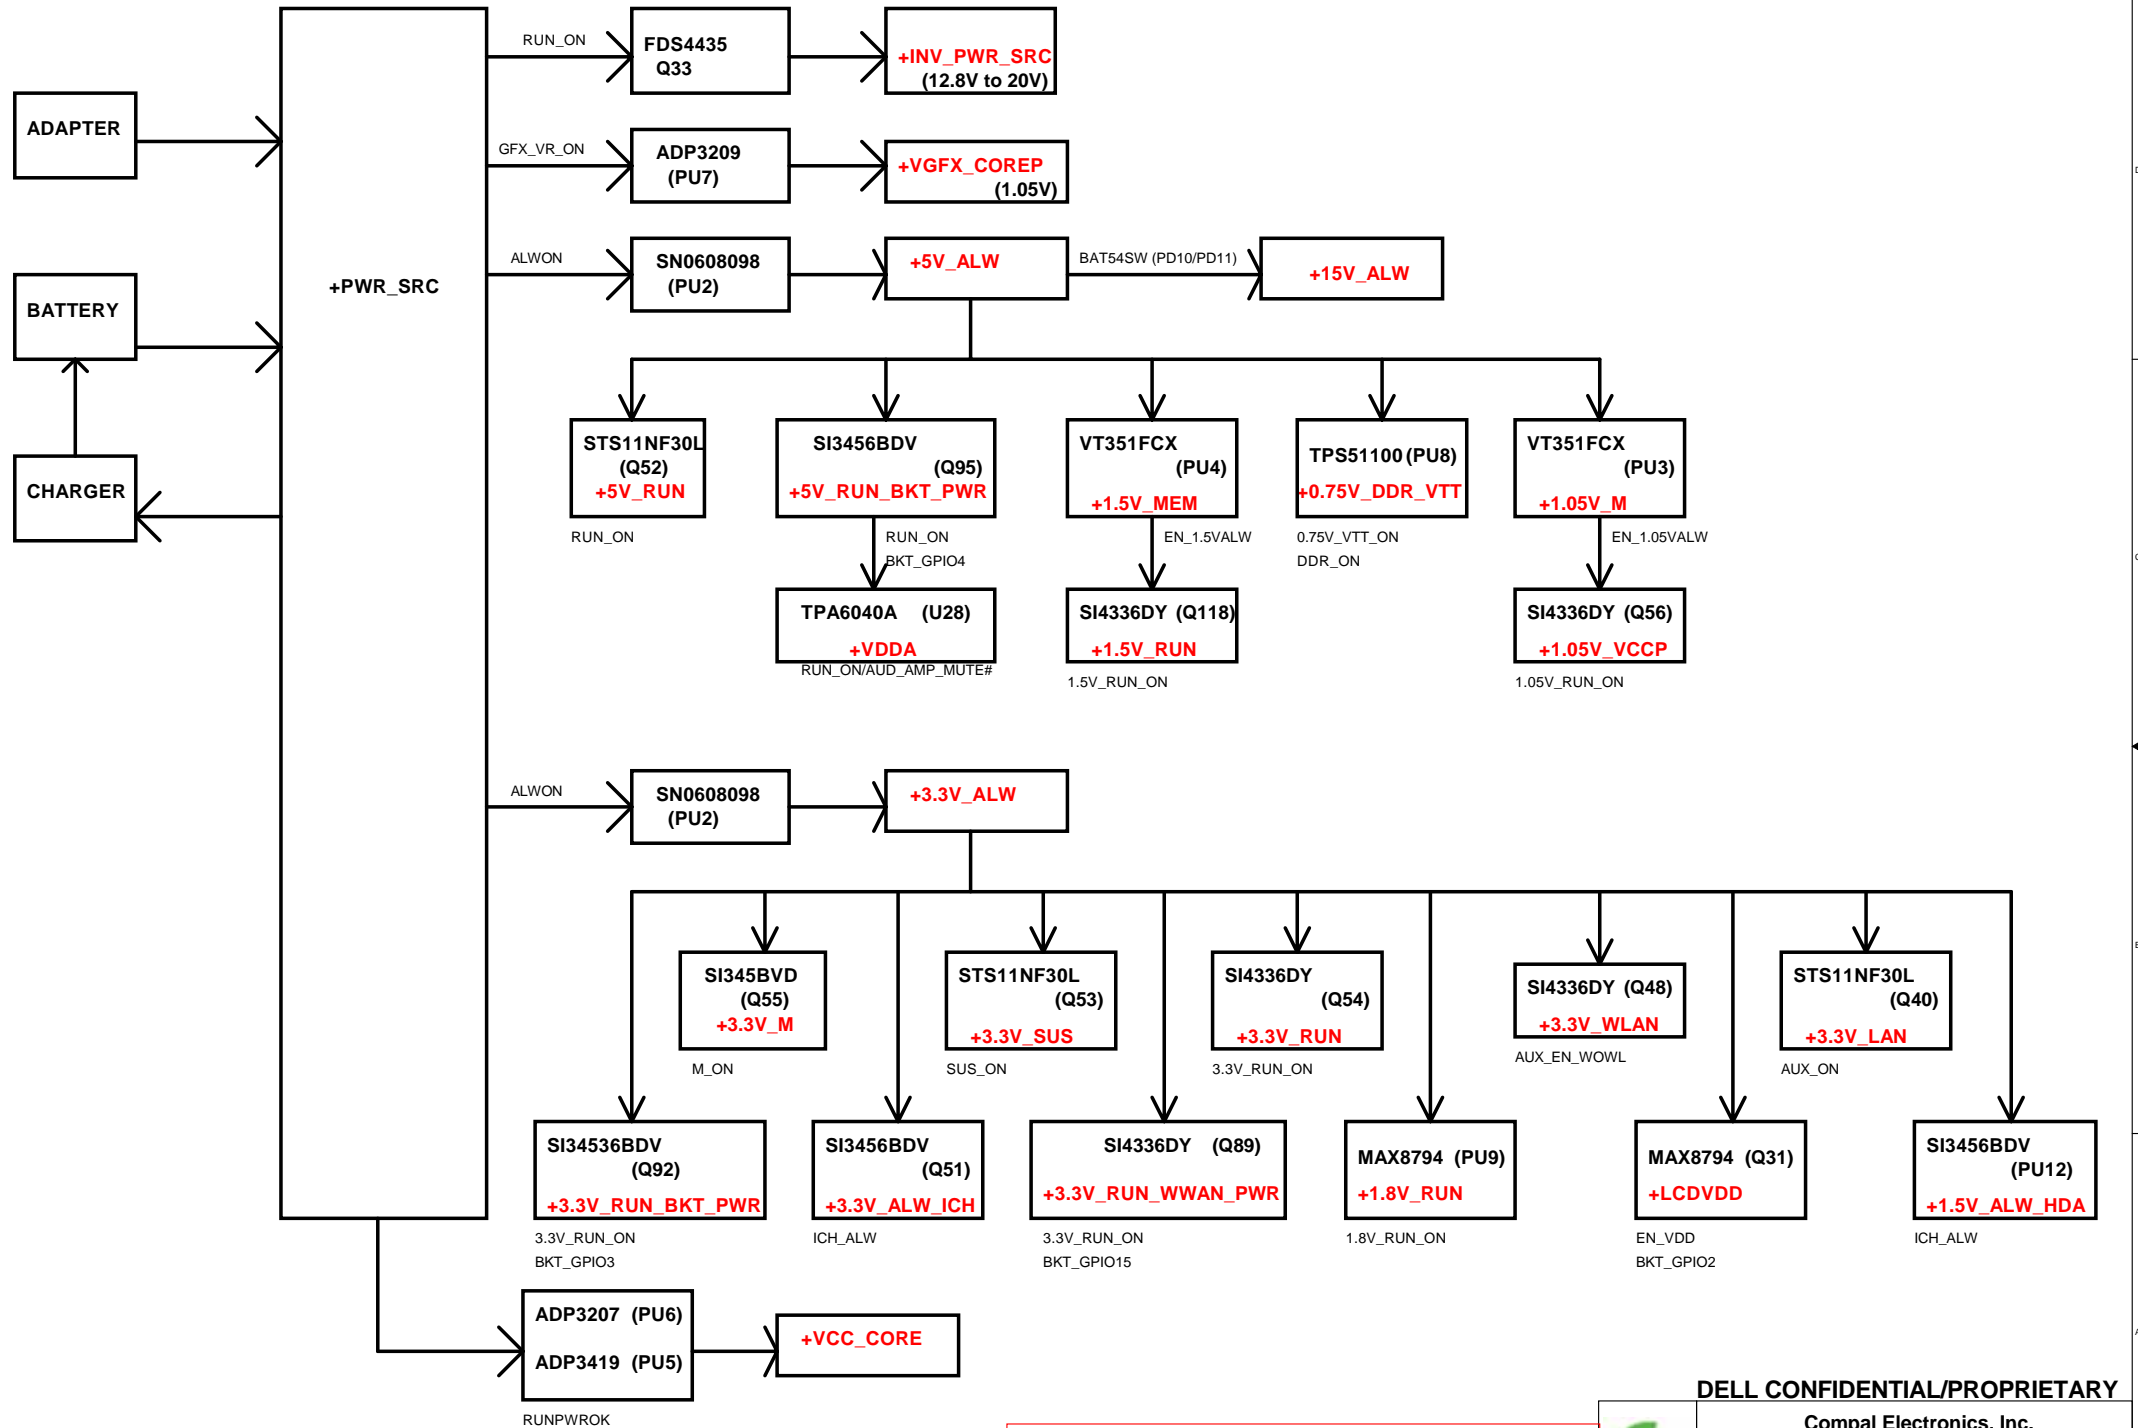 RUN_ON
FDS4435
Q33
+INV_PWR_SRC
(12.8V to 20V)
ADAPTER
GFX_VR_ON
ADP3209
(PU7)
+VGFX_COREP
(1.05V)
ALWON
SN0608098
(PU2)
+5V_ALW
BAT54SW (PD10/PD11)
+15V_ALW
+PWR_SRC
BATTERY
CHARGER
STS11NF30L
(Q52)
+5V_RUN
RUN_ON
SI3456BDV
(Q95)
+5V_RUN_BKT_PWR
RUN_ON
BKT_GPIO4
VT351FCX
(PU4)
+1.5V_MEM
EN_1.5VALW
TPS51100 (PU8)
+0.75V_DDR_VTT
0.75V_VTT_ON
DDR_ON
VT351FCX
(PU3)
+1.05V_M
EN_1.05VALW
TPA6040A (U28)
+VDDA
RUN_ON/AUD_AMP_MUTE#
SI4336DY (Q118)
+1.5V_RUN
1.5V_RUN_ON
SI4336DY (Q56)
+1.05V_VCCP
1.05V_RUN_ON
ALWON
SN0608098
(PU2)
+3.3V_ALW
SI345BVD
(Q55)
+3.3V_M
M_ON
STS11NF30L
(Q53)
+3.3V_SUS
SUS_ON
SI4336DY
(Q54)
+3.3V_RUN
3.3V_RUN_ON
SI4336DY (Q48)
+3.3V_WLAN
AUX_EN_WOWL
STS11NF30L
(Q40)
+3.3V_LAN
AUX_ON
SI34536BDV
(Q92)
+3.3V_RUN_BKT_PWR
3.3V_RUN_ON
BKT_GPIO3
SI3456BDV
(Q51)
+3.3V_ALW_ICH
ICH_ALW
SI4336DY (Q89)
+3.3V_RUN_WWAN_PWR
3.3V_RUN_ON
BKT_GPIO15
MAX8794 (PU9)
+1.8V_RUN
1.8V_RUN_ON
MAX8794 (Q31)
+LCDVDD
EN_VDD
BKT_GPIO2
SI3456BDV
(PU12)
+1.5V_ALW_HDA
ICH_ALW
ADP3207 (PU6)
ADP3419 (PU5)
+VCC_CORE
RUNPWROK
DELL CONFIDENTIAL/PROPRIETARY
Compal Electronics, Inc.